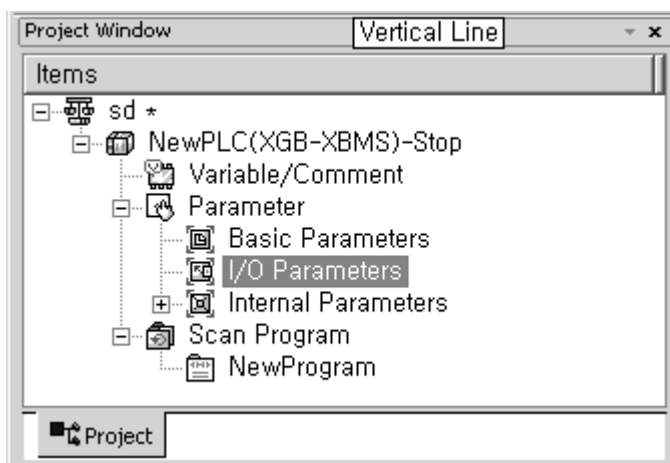 Project Window
Vertical Line
Items
sd *
NewPLC(XGB-XBMS)-Stop
Variable/Comment
Parameter
Basic Parameters
I/O Parameters
Internal Parameters
Scan Program
NewProgram
Project